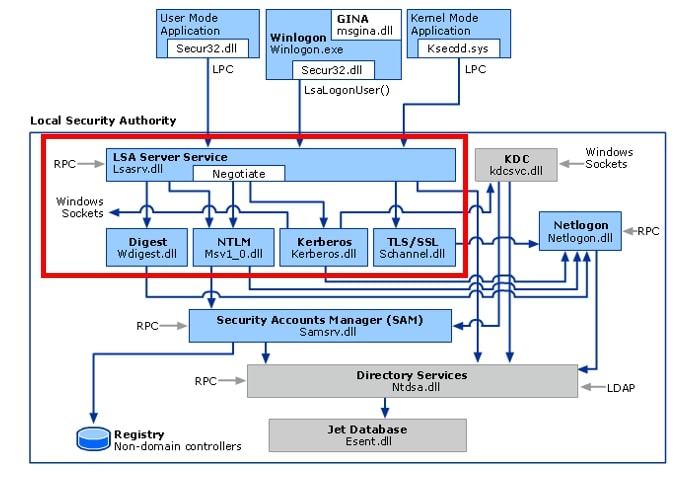 User Mode
Application
Secur32.dll
LPC
GINA
msgina.dll
Winlogon
Winlogon.exe
Secur32.dll
LsaLogonUser()
Kernel Mode
Application
Ksecdd.sys
LPC
Local Security Authority
RPC
LSA Server Service
Lsasrv.dll
Negotiate
KDC
kdcsvc.dll
Windows
Sockets
Windows
Sockets
Digest
Wdigest.dll
NTLM
Msv1_0.dll
Kerberos
Kerberos.dll
TLS/SSL
Schannel.dll
Netlogon
Netlogon.dll
RPC
RPC
Security Accounts Manager (SAM)
Samsrv.dll
RPC
Directory Services
Ntdsa.dll
LDAP
Registry
Non-domain controllers
Jet Database
Esent.dll